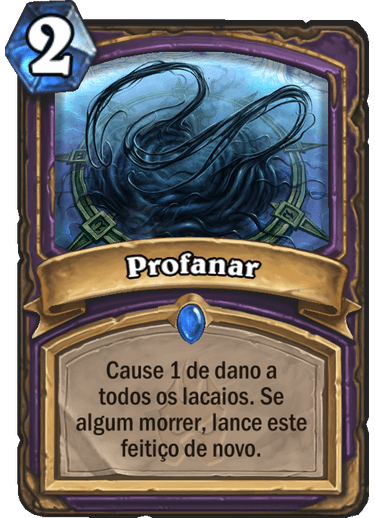 2
Profanar
Cause 1 de dano a
todos os lacaios. Se
algum morrer, lance este
feitiço de novo.